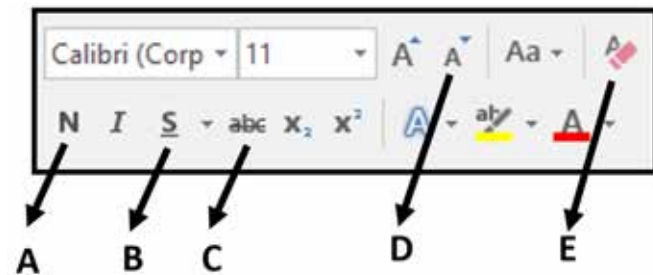 Calibri (Corp 11 A A Aa A
N I S abc x₂ x² A ab A
A B C D E